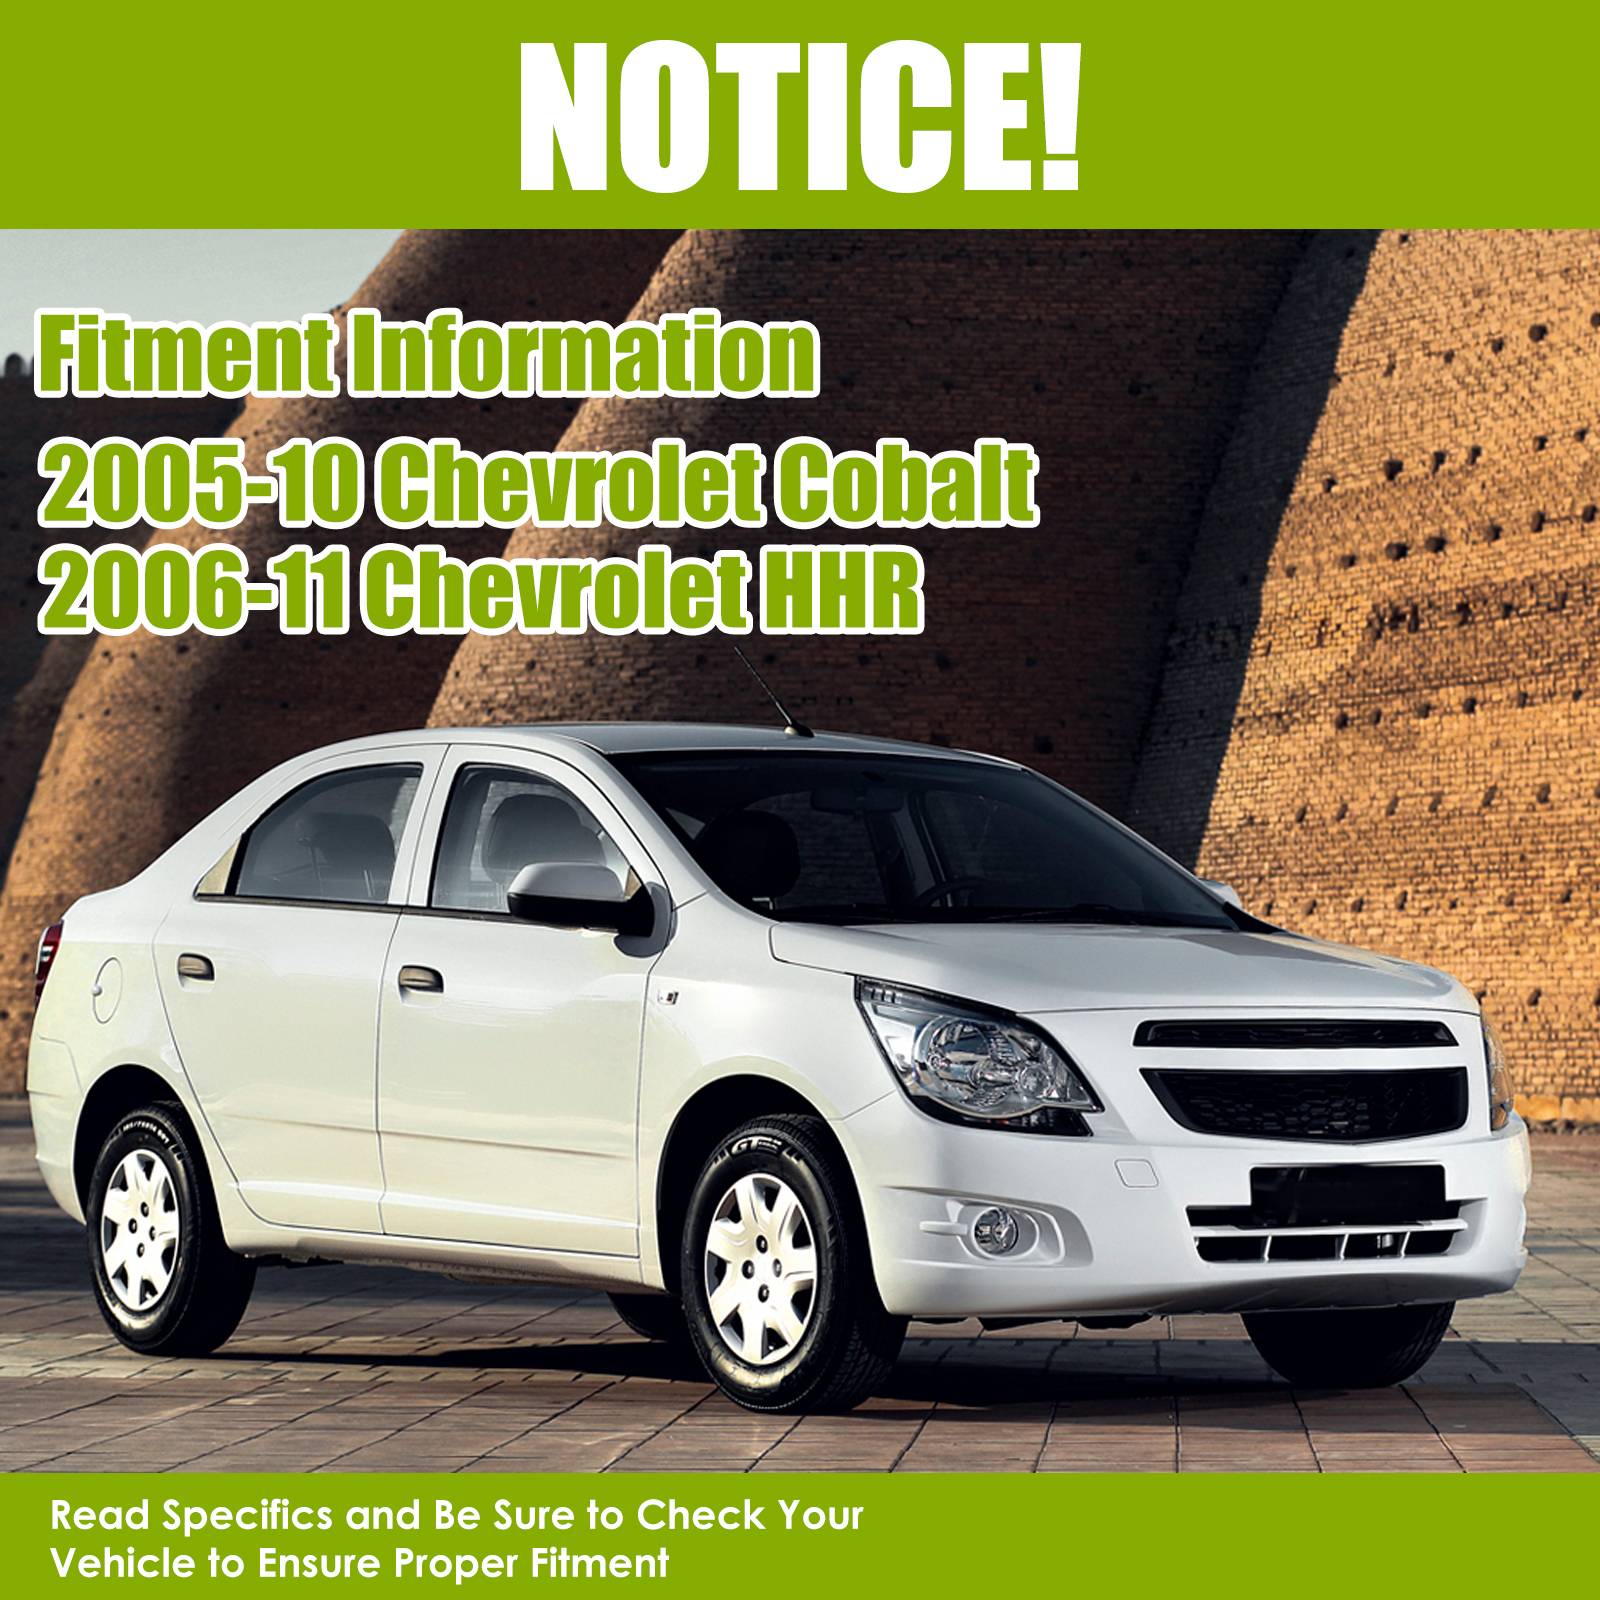 NOTICE!
Fitment Information
2005-10 Chevrolet Cobalt
2006-11 Chevrolet HHR
Read Specifics and Be Sure to Check Your
Vehicle to Ensure Proper Fitment